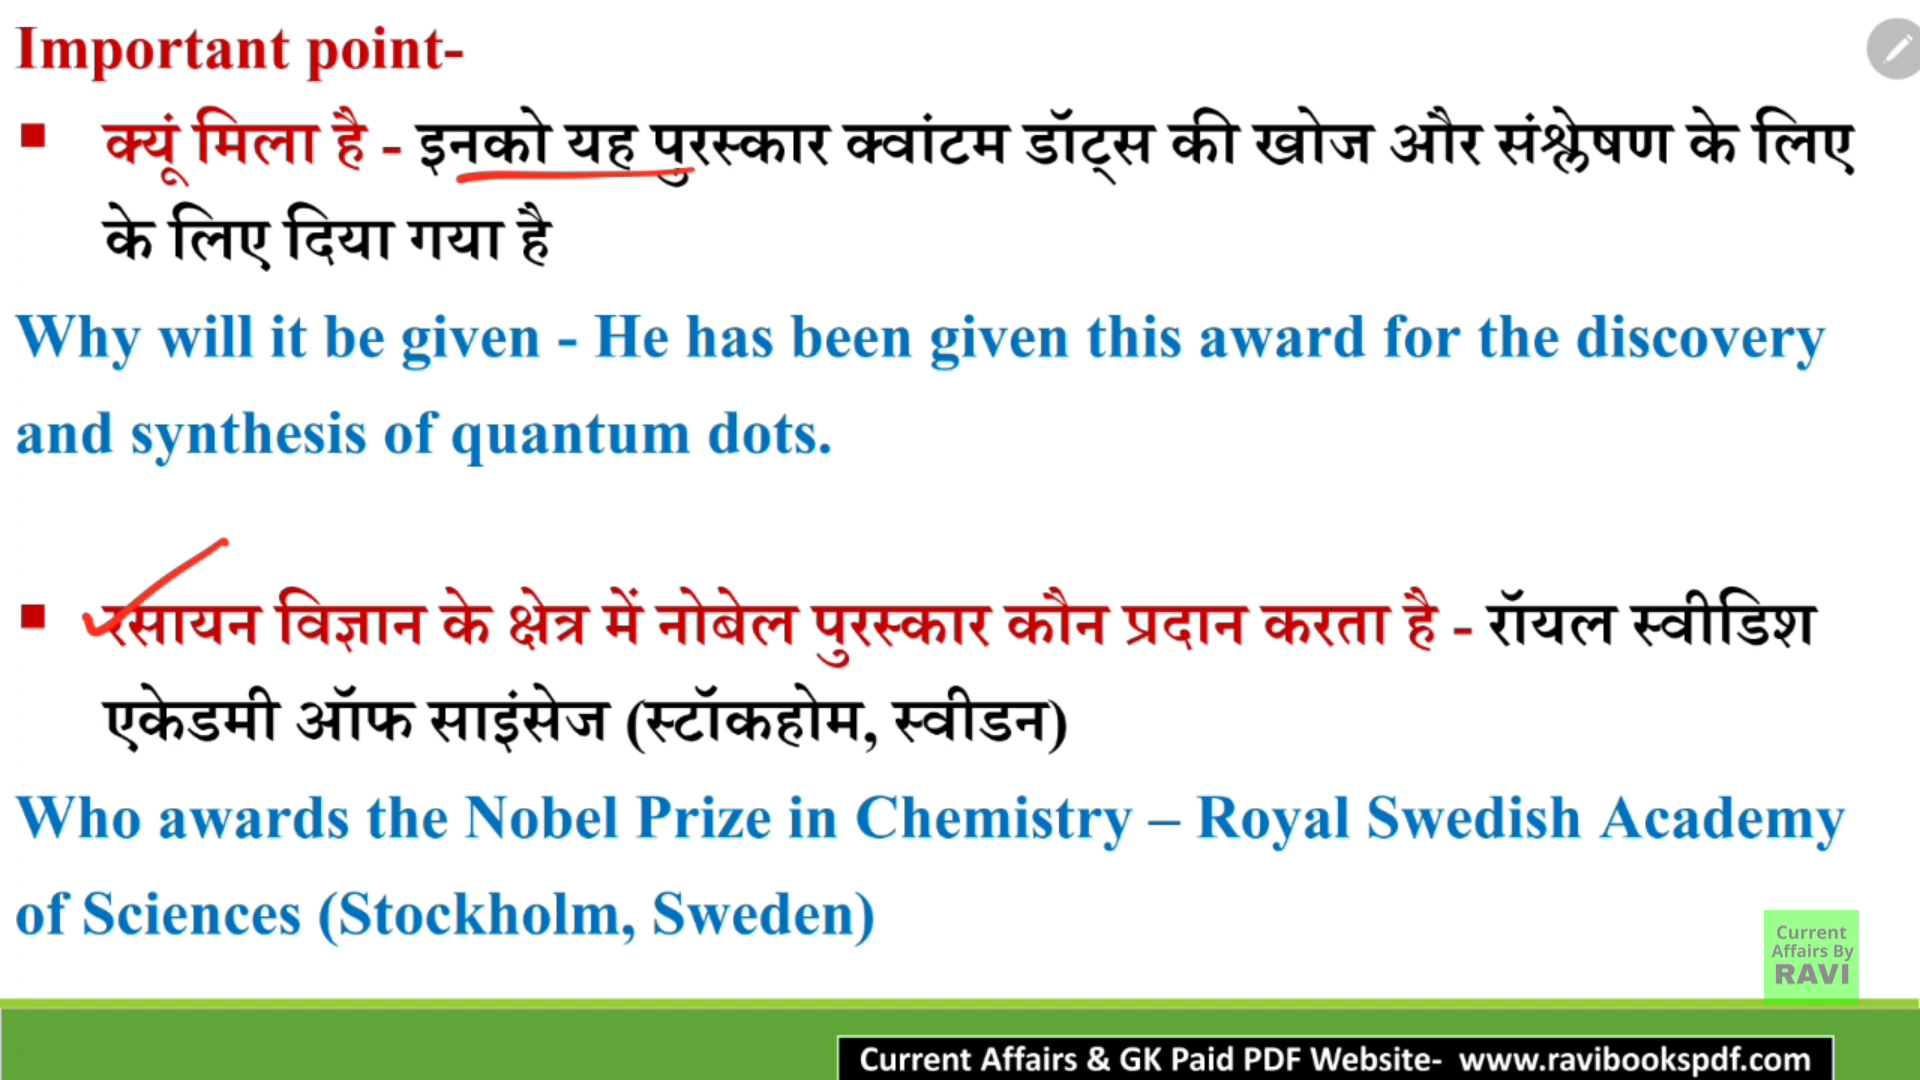 Important point-
▪ क्यूं मिला है - इनको यह पुरस्कार क्वांटम डॉट्स की खोज और संश्लेषण के लिए
के लिए दिया गया है
Why will it be given - He has been given this award for the discovery
and synthesis of quantum dots.
▪ रसायन विज्ञान के क्षेत्र में नोबेल पुरस्कार कौन प्रदान करता है - रॉयल स्वीडिश
एकेडमी ऑफ साइंसेज (स्टॉकहोम, स्वीडन)
Who awards the Nobel Prize in Chemistry – Royal Swedish Academy
of Sciences (Stockholm, Sweden)
Current
Affairs By
RAVI
Current Affairs & GK Paid PDF Website- www.ravibookspdf.com